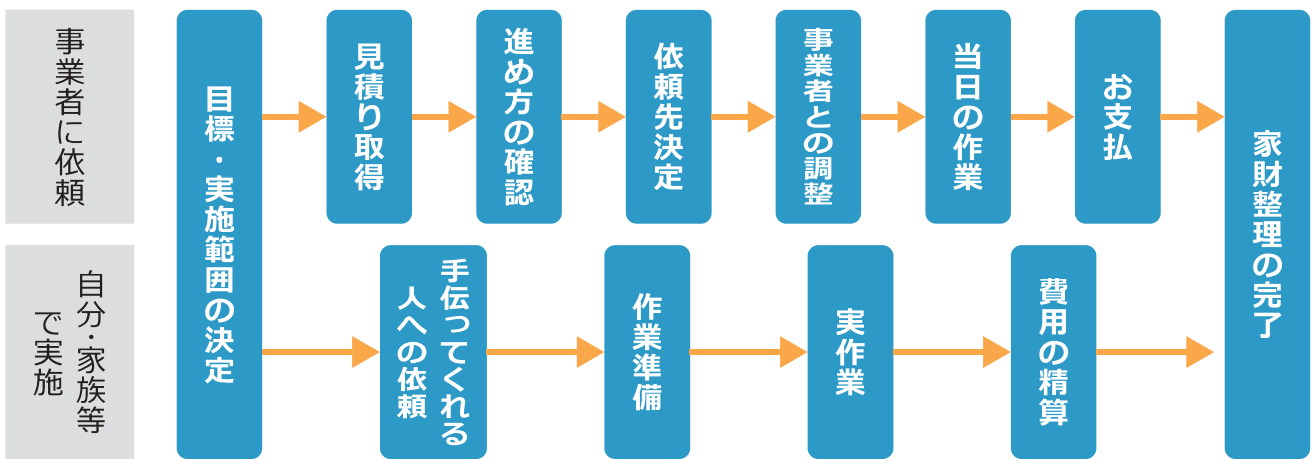 事業者に依頼
目標・実施範囲の決定
見積り取得
進め方の確認
依頼先決定
事業者との調整
当日の作業
お支払
家財整理の完了
自分・家族等
で実施
手伝ってくれる
人への依頼
作業準備
実作業
費用の精算